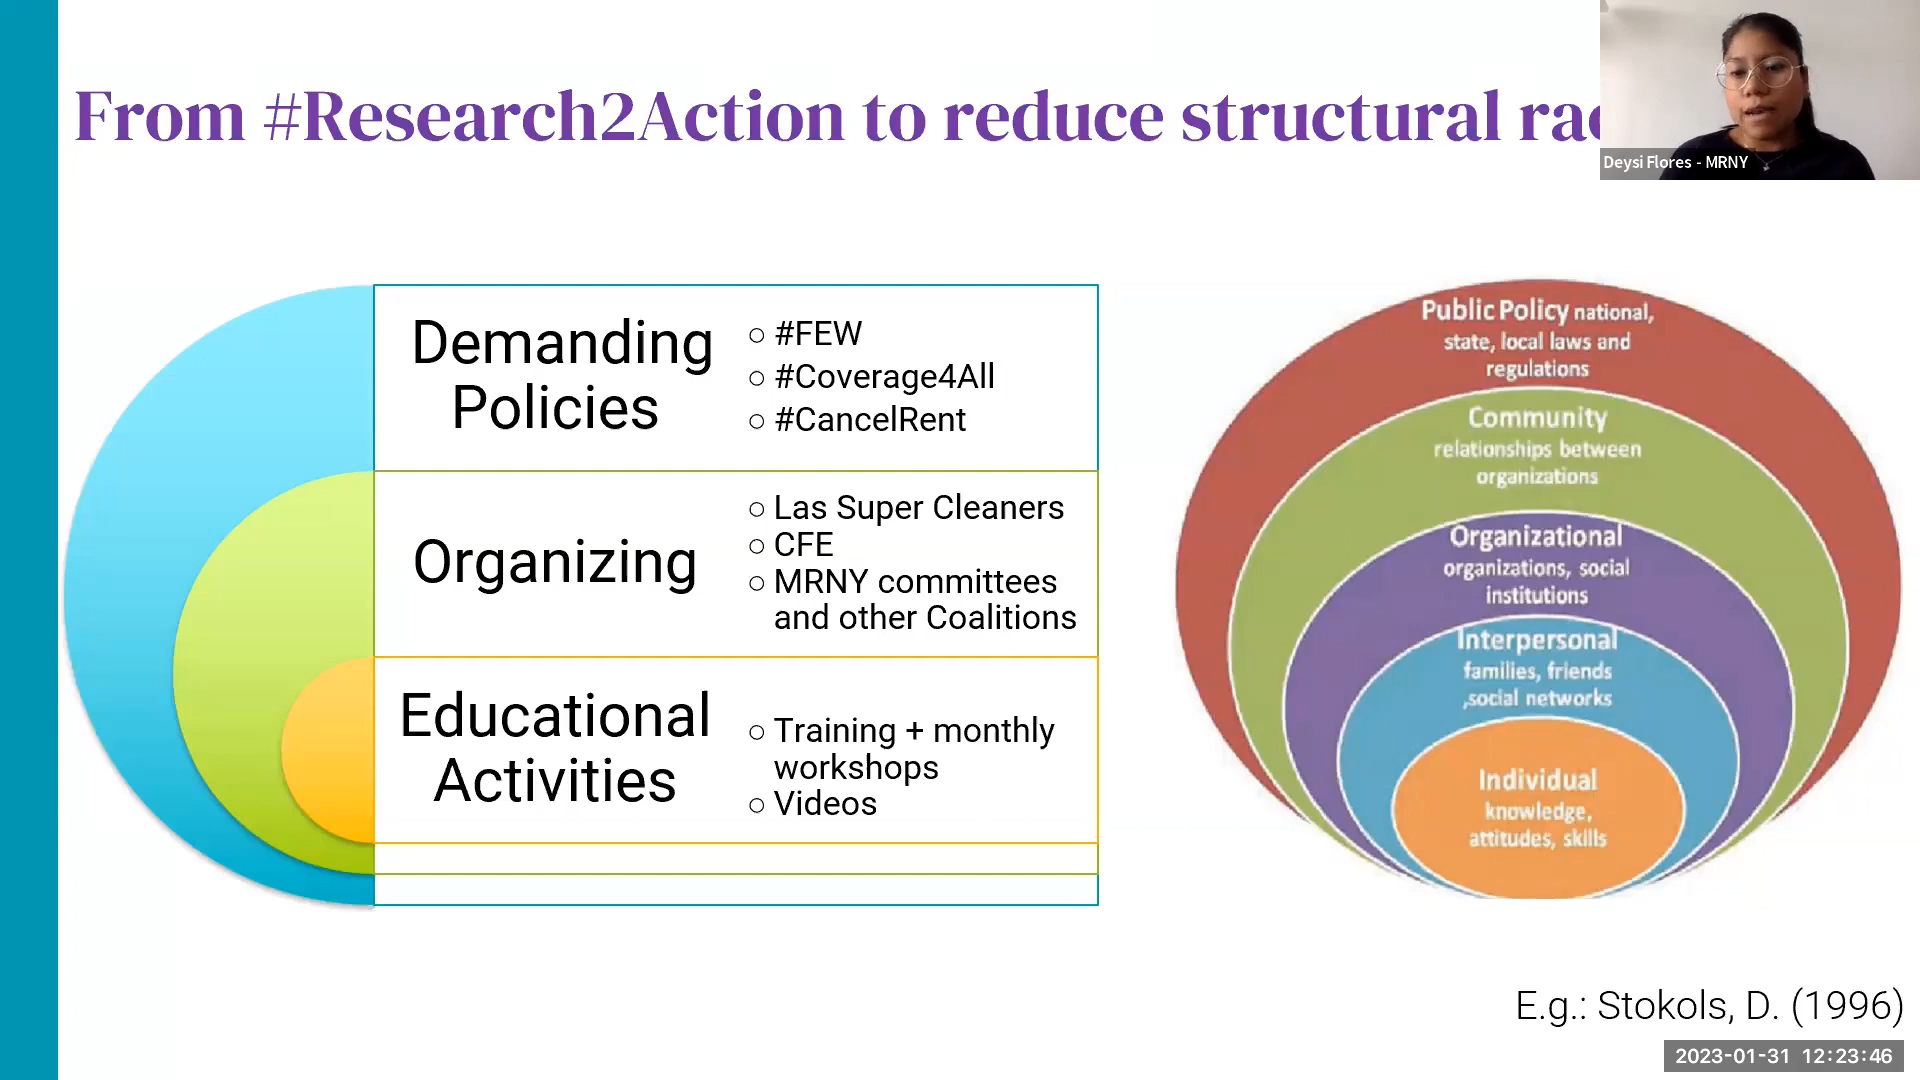 From #Research2Action to reduce structural rac
Deysi Flores - MRNY
Demanding
Policies
○ #FEW
○ #Coverage4All
○ #CancelRent
Organizing
○ Las Super Cleaners
○ CFE
○ MRNY committees
and other Coalitions
Educational
Activities
○ Training + monthly
workshops
○ Videos
Public Policy national,
state, local laws and
regulations
Community
relationships between
organizations
Organizational
organizations, social
institutions
Interpersonal
families, friends
,social networks
Individual
knowledge,
attitudes, skills
E.g.: Stokols, D. (1996)
2023-01-31 12:23:46